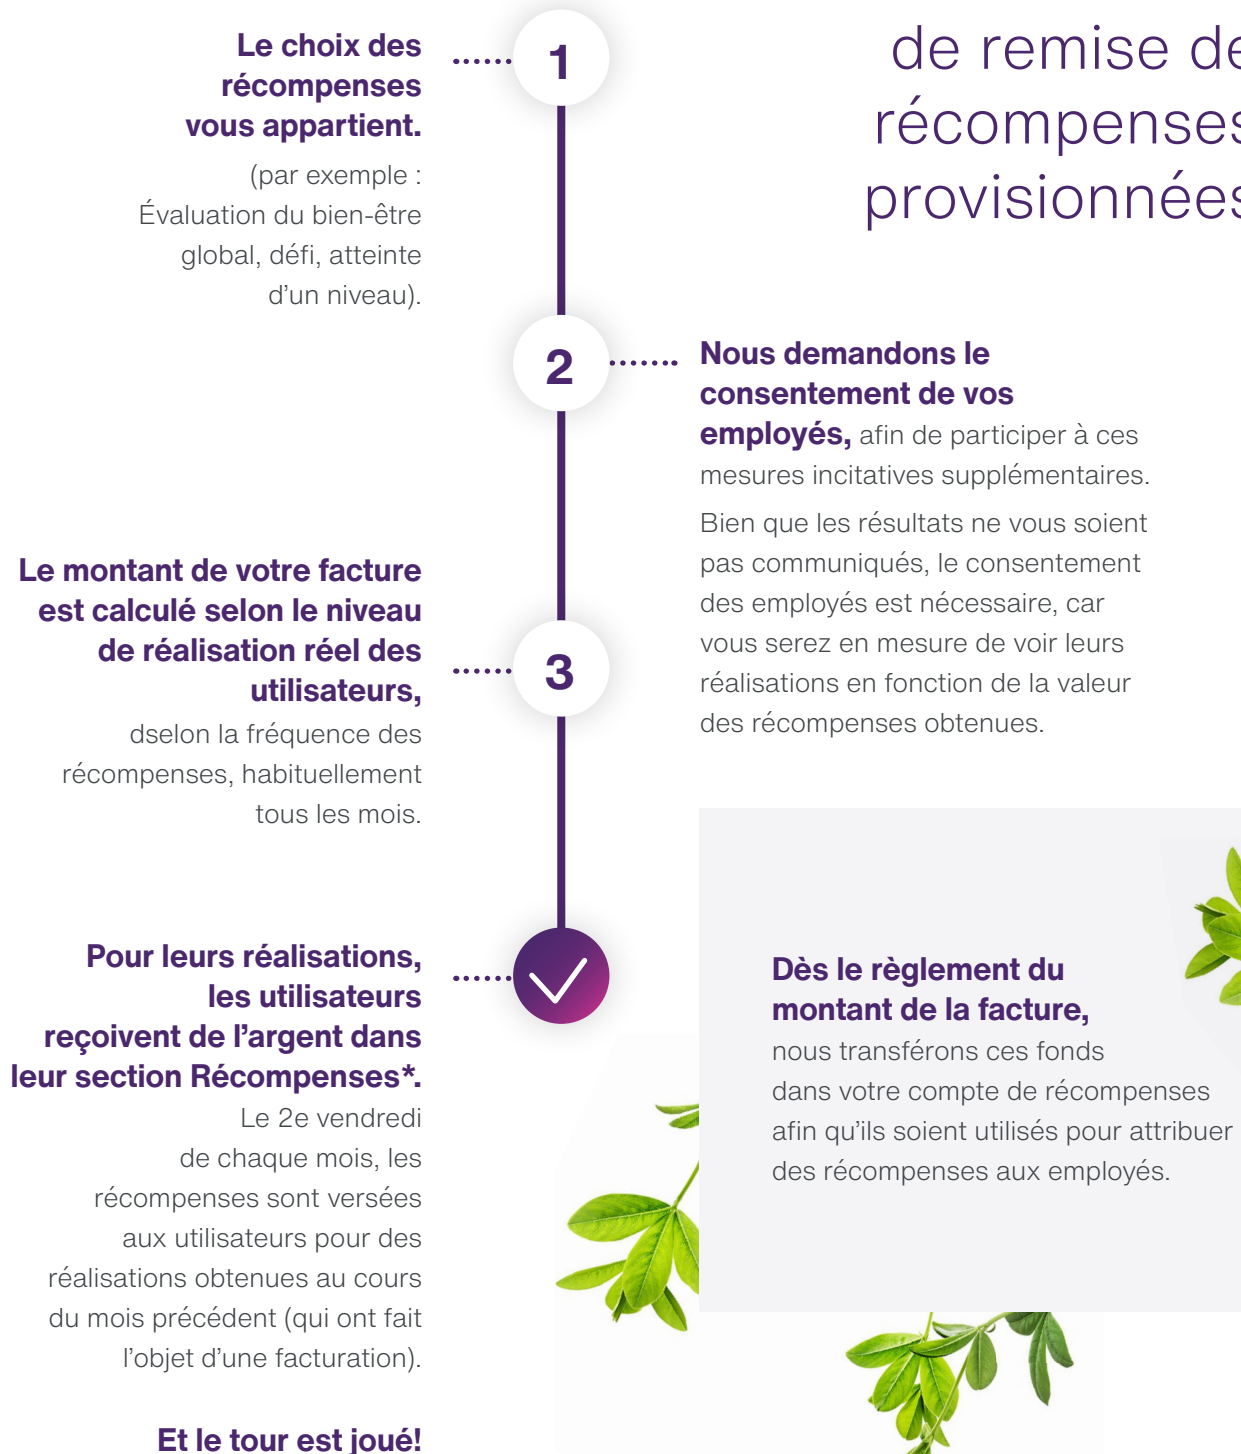 de remise de
récompenses
provisionnées
1
Le choix des
récompenses
vous appartient.
(par exemple :
Évaluation du bien-être
global, défi, atteinte
d'un niveau).
2
Nous demandons le
consentement de vos
employés, afin de participer à ces
mesures incitatives supplémentaires.
Bien que les résultats ne vous soient
pas communiqués, le consentement
des employés est nécessaire, car
vous serez en mesure de voir leurs
réalisations en fonction de la valeur
des récompenses obtenues.
3
Le montant de votre facture
est calculé selon le niveau
de réalisation réel des
utilisateurs,
dselon la fréquence des
récompenses, habituellement
tous les mois.
Dès le règlement du
montant de la facture,
nous transférons ces fonds
dans votre compte de récompenses
afin qu'ils soient utilisés pour attribuer
des récompenses aux employés.
Pour leurs réalisations,
les utilisateurs
reçoivent de l'argent dans
leur section Récompenses*.
Le 2e vendredi
de chaque mois, les
récompenses sont versées
aux utilisateurs pour des
réalisations obtenues au cours
du mois précédent (qui ont fait
l'objet d'une facturation).
Et le tour est joué!